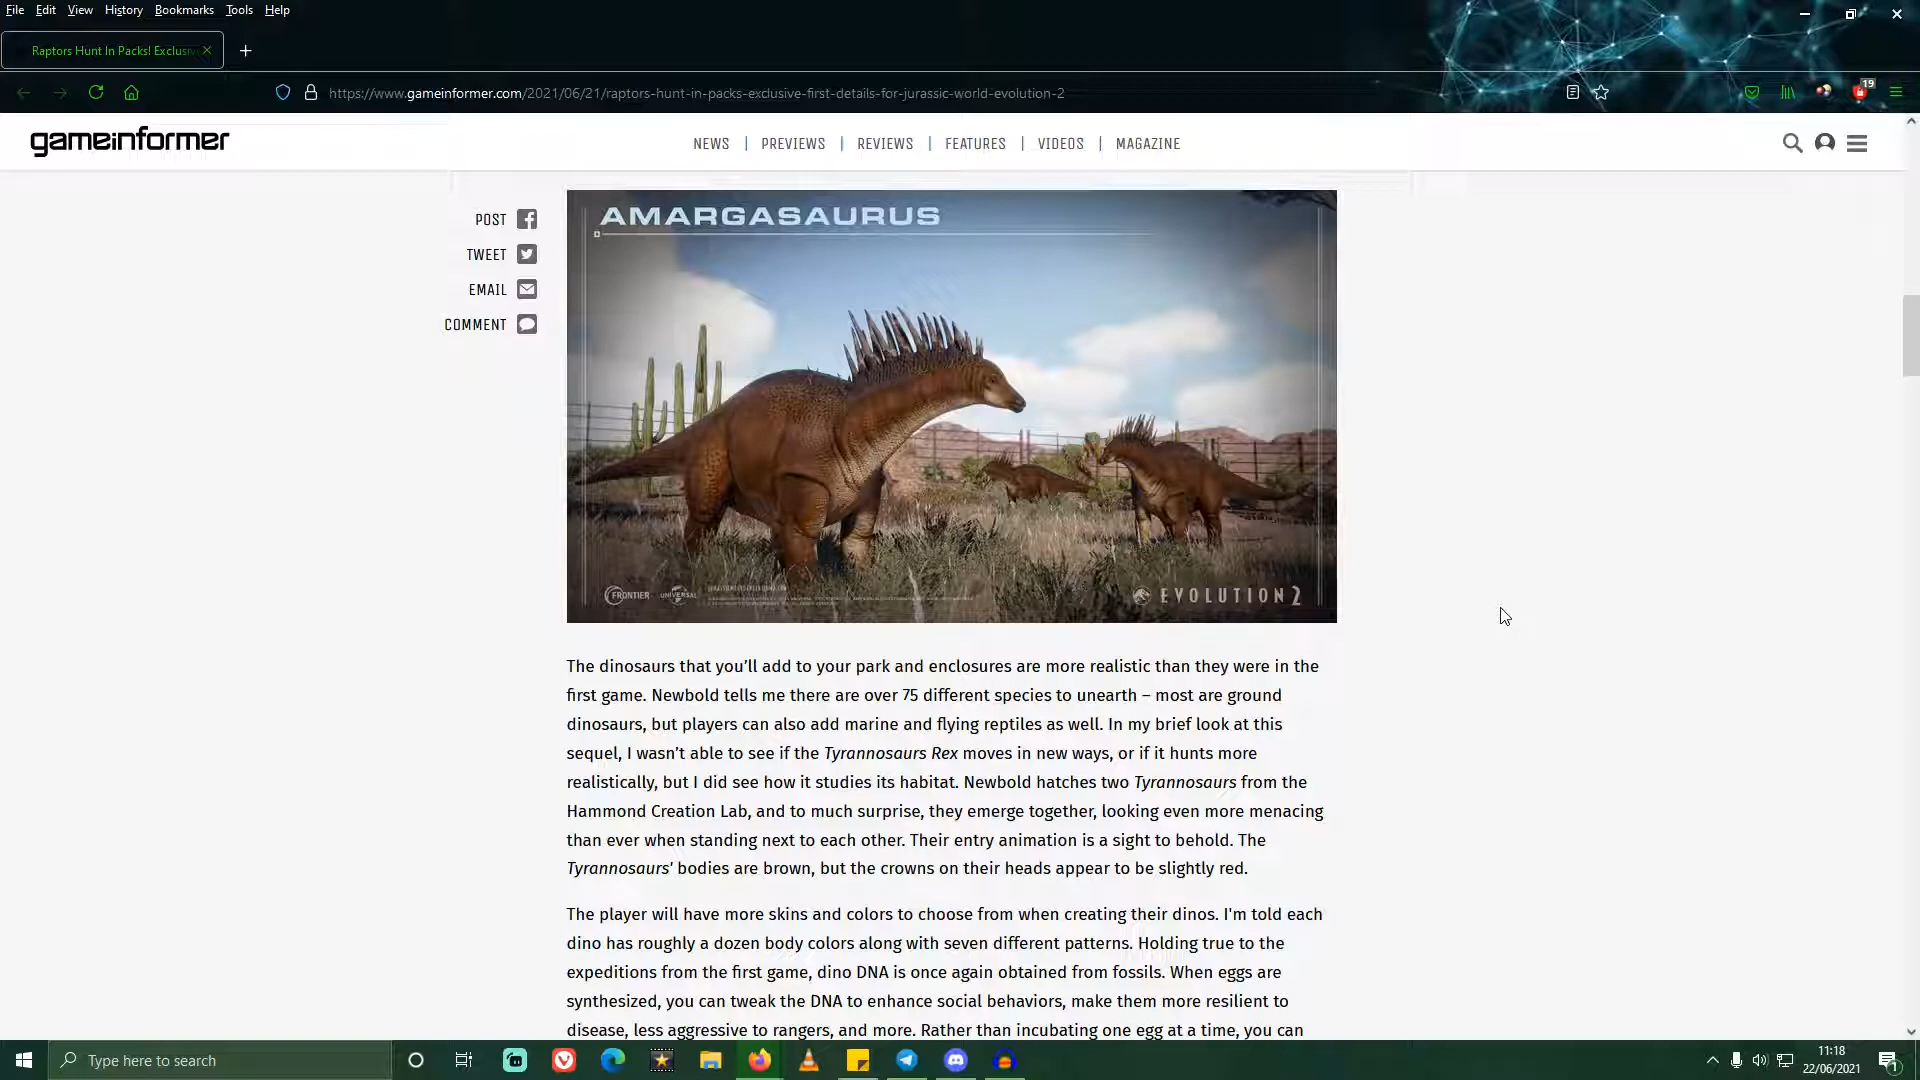 File Edit View History Bookmarks Tools Help
Raptors Hunt In Packs! Exclusiv
https://www.gameinformer.com/2021/06/21/raptors-hunt-in-packs-exclusive-first-details-for-jurassic-world-evolution-2
19
gameinformer
NEWS | PREVIEWS | REVIEWS | FEATURES | VIDEOS | MAGAZINE
POST
TWEET
EMAIL
COMMENT
AMARGASAURUS
FRONTIER UNIVERSAL
EVOLUTION 2
The dinosaurs that you’ll add to your park and enclosures are more realistic than they were in the
first game. Newbold tells me there are over 75 different species to unearth – most are ground
dinosaurs, but players can also add marine and flying reptiles as well. In my brief look at this
sequel, I wasn’t able to see if the Tyrannosaurs Rex moves in new ways, or if it hunts more
realistically, but I did see how it studies its habitat. Newbold hatches two Tyrannosaurs from the
Hammond Creation Lab, and to much surprise, they emerge together, looking even more menacing
than ever when standing next to each other. Their entry animation is a sight to behold. The
Tyrannosaurs' bodies are brown, but the crowns on their heads appear to be slightly red.
The player will have more skins and colors to choose from when creating their dinos. I'm told each
dino has roughly a dozen body colors along with seven different patterns. Holding true to the
expeditions from the first game, dino DNA is once again obtained from fossils. When eggs are
synthesized, you can tweak the DNA to enhance social behaviors, make them more resilient to
disease, less aggressive to rangers, and more. Rather than incubating one egg at a time, you can
Type here to search
11:18
22/06/2021
1